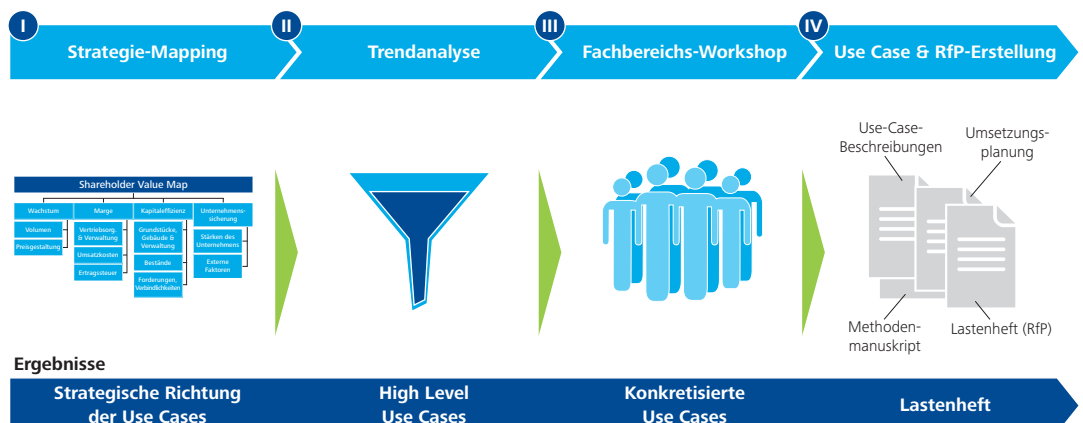 I
II
III
IV
Strategie-Mapping
Trendanalyse
Fachbereichs-Workshop
Use Case & RfP-Erstellung
Shareholder Value Map
Wachstum
Volumen
Preisgestaltung
Marge
Vertriebsorg.
& Verwaltung
Umsatzkosten
Ertragssteuer
Kapitaleffizienz
Grundstücke,
Gebäude &
Verwaltung
Bestände
Forderungen,
Verbindlichkeiten
Unternehmens-
sicherung
Stärken des
Unternehmens
Externe
Faktoren
Use-Case-
Beschreibungen
Umsetzungs-
planung
Methoden-
manuskript
Lastenheft (RfP)
Ergebnisse
Strategische Richtung
der Use Cases
High Level
Use Cases
Konkretisierte
Use Cases
Lastenheft